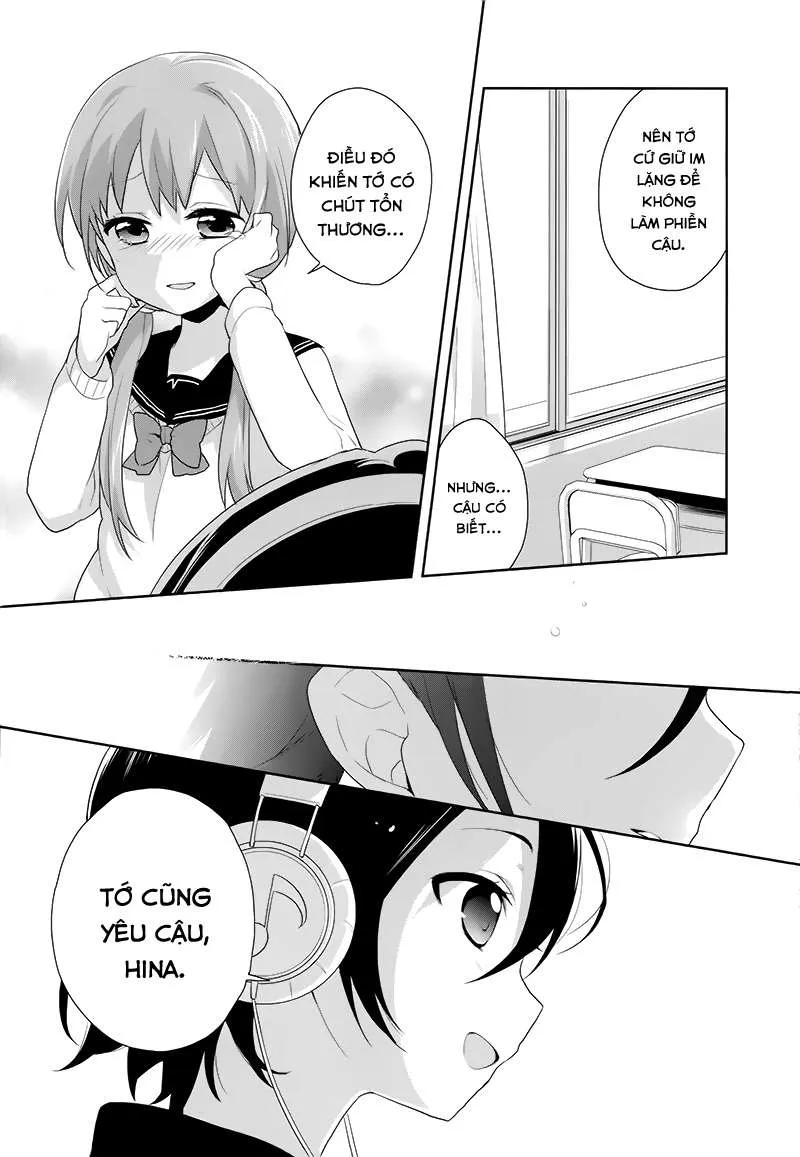 NÊN TỚ
CỨ GIỮ IM
LẶNG ĐỂ
KHÔNG
LÀM PHIỀN
CẬU.
NHƯNG...
CẬU CÓ
BIẾT...
ĐIỀU ĐÓ
KHIẾN TỚ CÓ
CHÚT TỔN
THƯƠNG...
TỚ CŨNG
YÊU CẬU,
HINA.